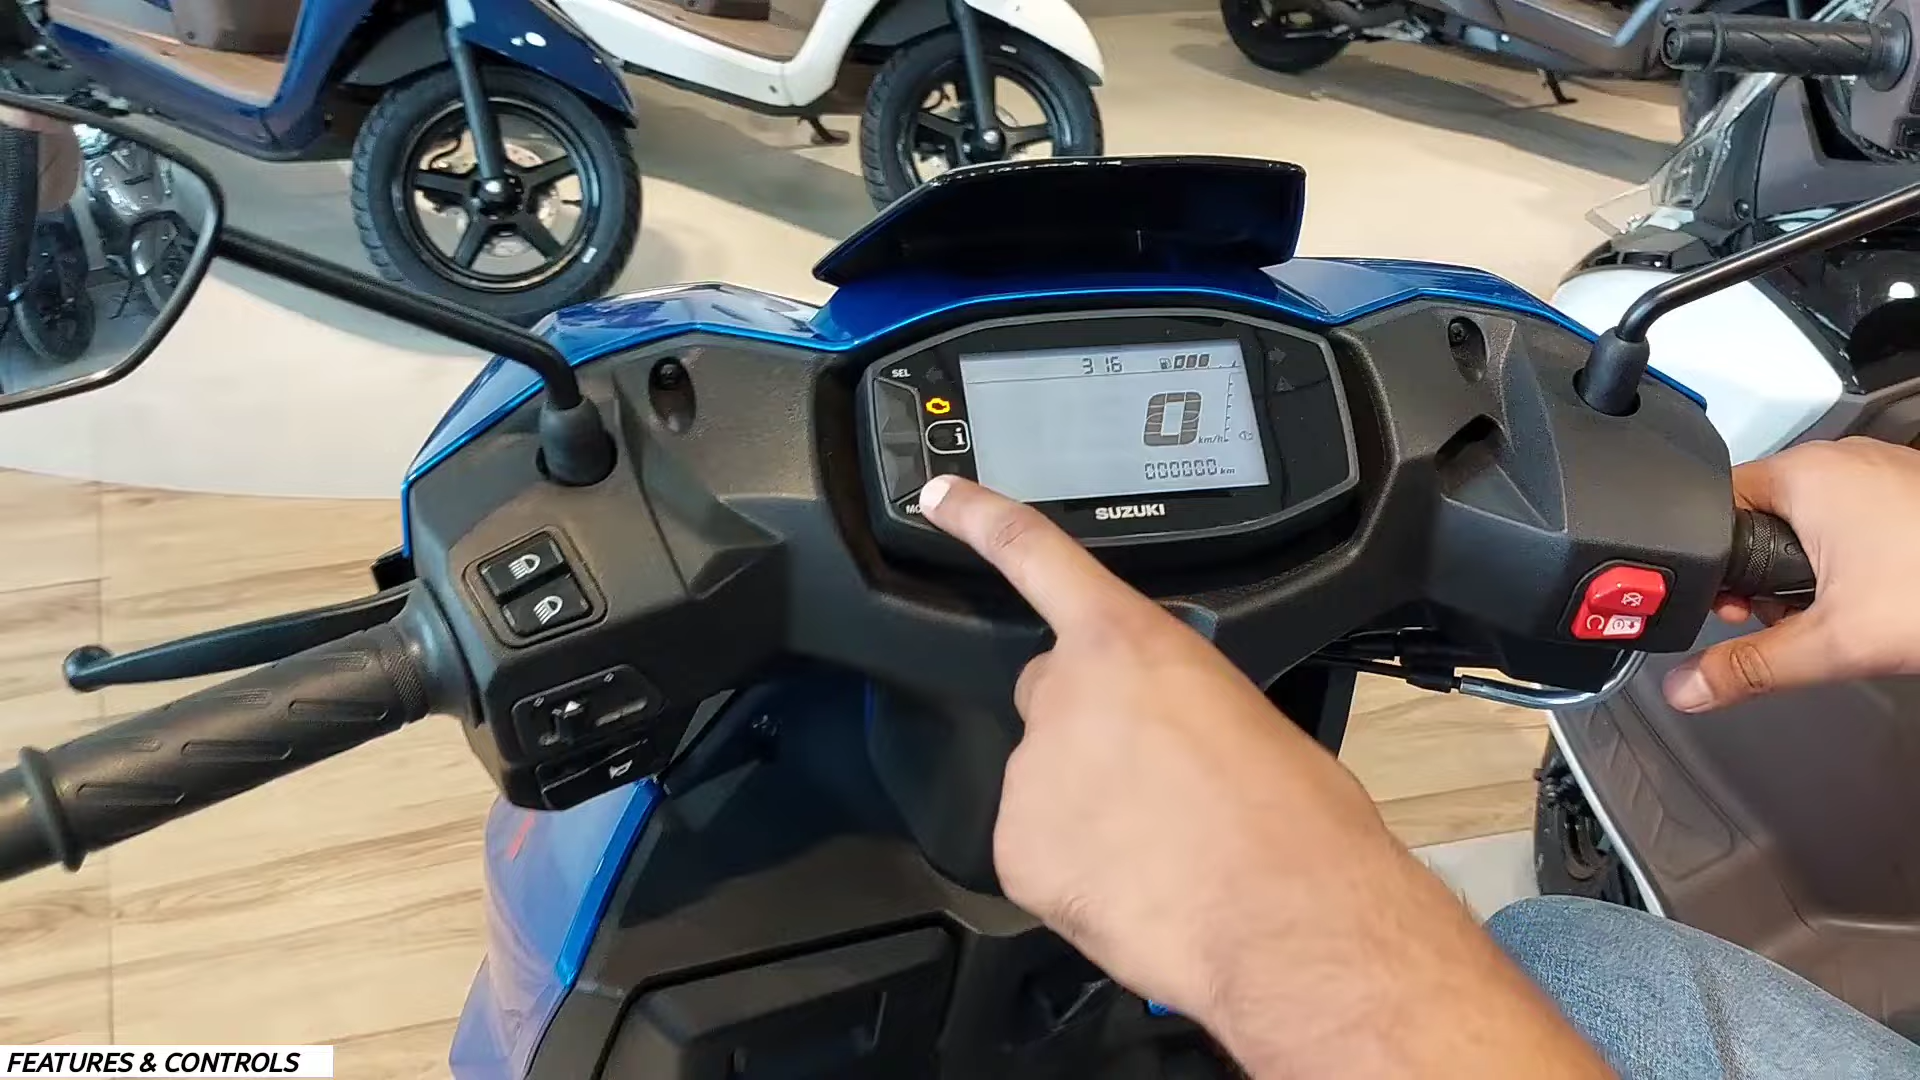 SEL
3 16
0
km/h
i
000000 km
SUZUKI
FEATURES & CONTROLS